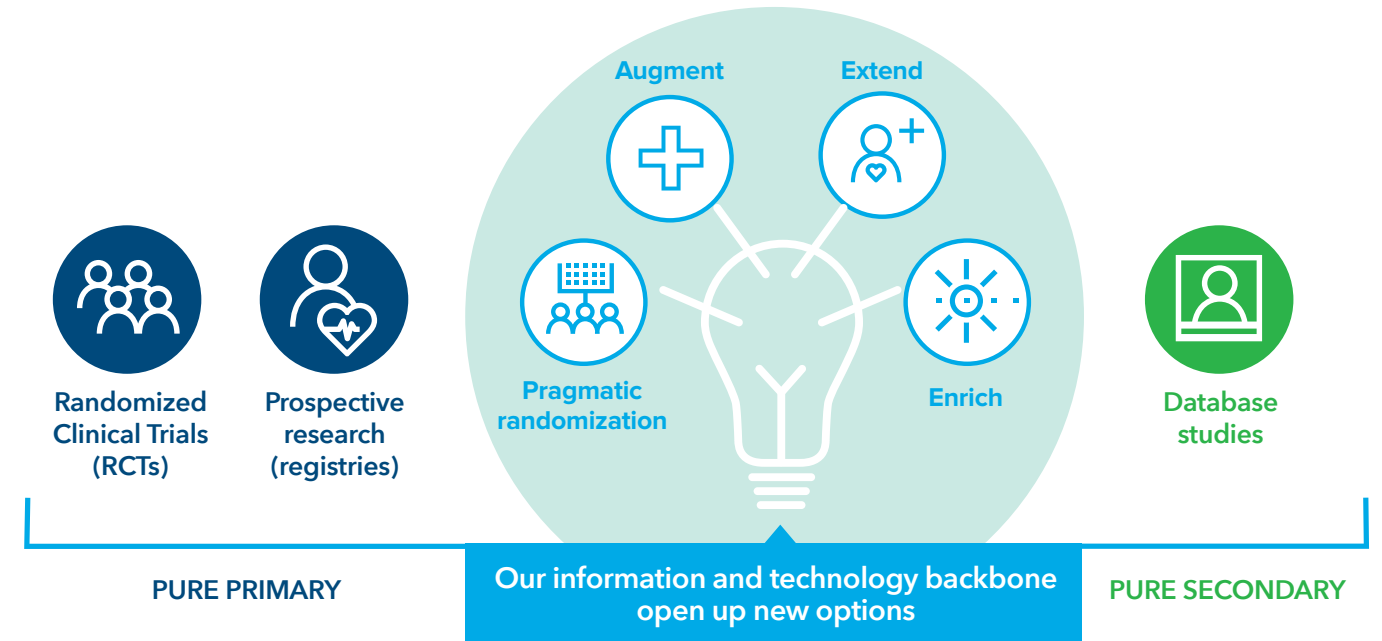 Augment
Extend
Pragmatic
randomization
Enrich
Randomized
Clinical Trials
(RCTs)
Prospective
research
(registries)
Database
studies
PURE PRIMARY
Our information and technology backbone
open up new options
PURE SECONDARY